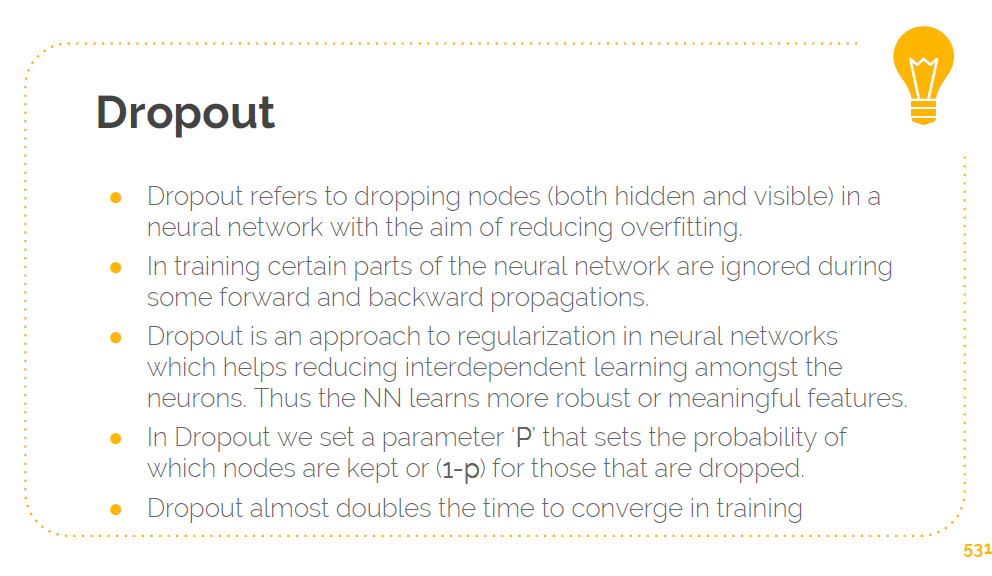 Dropout
● Dropout refers to dropping nodes (both hidden and visible) in a
neural network with the aim of reducing overfitting.
● In training certain parts of the neural network are ignored during
some forward and backward propagations.
● Dropout is an approach to regularization in neural networks
which helps reducing interdependent learning amongst the
neurons. Thus the NN learns more robust or meaningful features.
● In Dropout we set a parameter ‘P’ that sets the probability of
which nodes are kept or (1-p) for those that are dropped.
● Dropout almost doubles the time to converge in training
531